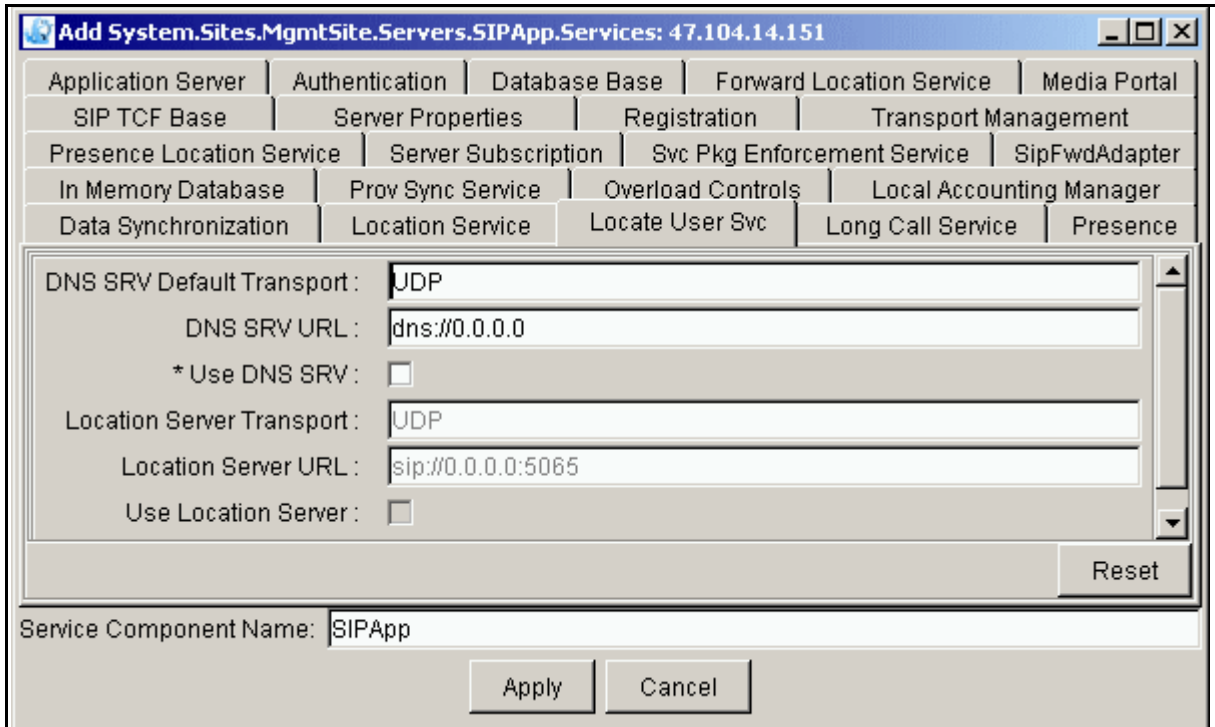 Add System.Sites.MgmtSite.Servers.SIPApp.Services: 47.104.14.151
Application Server Authentication Database Base Forward Location Service Media Portal
SIP TCF Base Server Properties Registration Transport Management
Presence Location Service Server Subscription Svc Pkg Enforcement Service SipFwdAdapter
In Memory Database Prov Sync Service Overload Controls Local Accounting Manager
Data Synchronization Location Service Locate User Svc Long Call Service Presence
DNS SRV Default Transport : UDP
DNS SRV URL : dns://0.0.0.0
* Use DNS SRV :
Location Server Transport : UDP
Location Server URL : sip://0.0.0.0:5065
Use Location Server :
Reset
Service Component Name: SIPApp
Apply Cancel